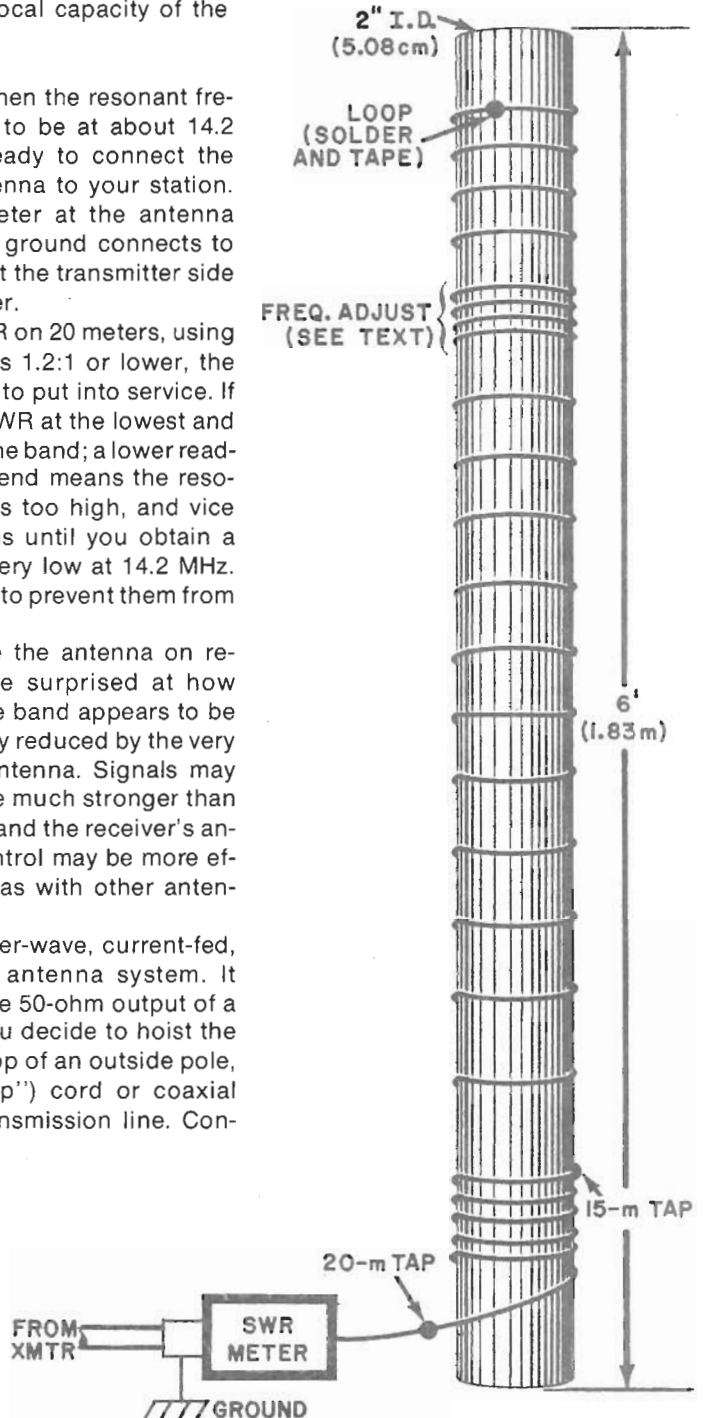 ocal capacity of the
hen the resonant fre-
to be at about 14.2
eady to connect the
enna to your station.
eter at the antenna
ground connects to
t the transmitter side
er.
R on 20 meters, using
s 1.2:1 or lower, the
to put into service. If
WR at the lowest and
ne band; a lower read-
end means the reso-
s too high, and vice
s until you obtain a
ery low at 14.2 MHz.
to prevent them from
e the antenna on re-
e surprised at how
e band appears to be
y reduced by the very
ntenna. Signals may
e much stronger than
and the receiver's an-
ntrol may be more ef-
as with other anten-
er-wave, current-fed,
antenna system. It
e 50-ohm output of a
u decide to hoist the
op of an outside pole,
p") cord or coaxial
nsmission line. Con-
2" I.D.
(5.08cm)
LOOP
(SOLDER
AND TAPE)
FREQ. ADJUST
(SEE TEXT)
6'
(1.83m)
15-m TAP
20-m TAP
FROM
XMTR
SWR
METER
GROUND